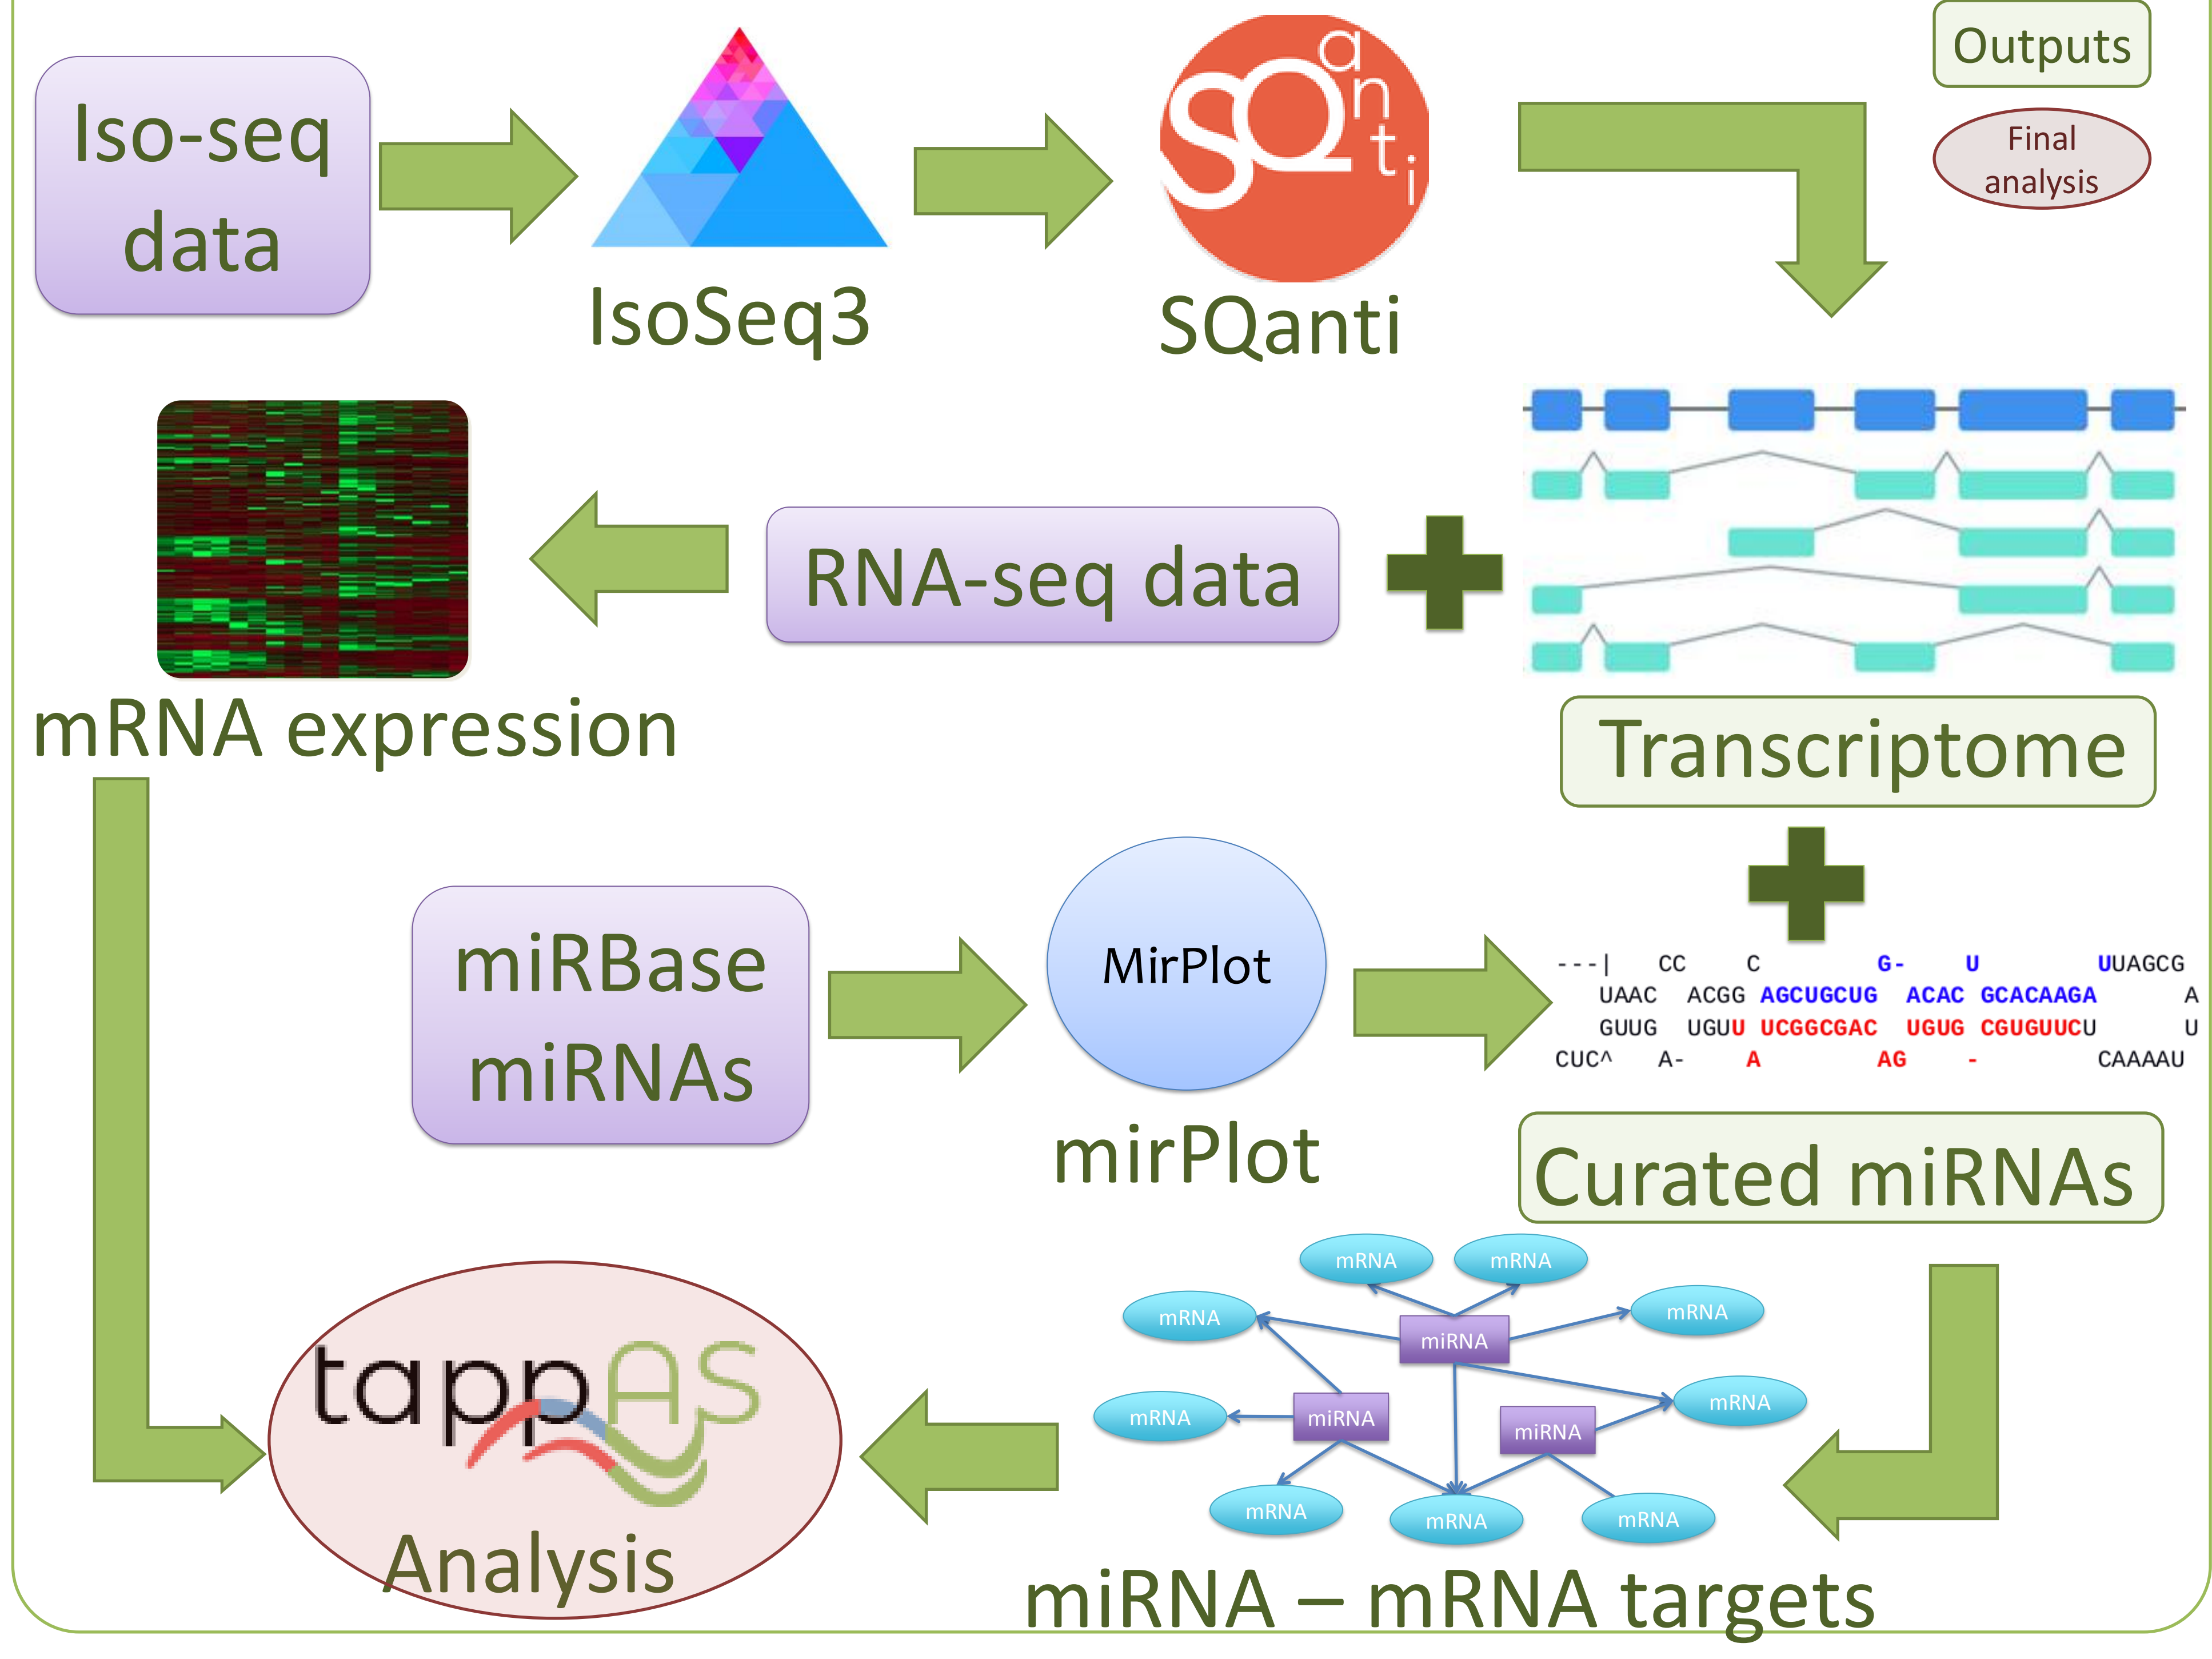 Outputs
Final
analysis
Iso-seq
data
IsoSeq3
SQanti
SQanti
RNA-seq data
mRNA expression
Transcriptome
miRBase
miRNAs
MirPlot
mirPlot
---| CC C G- U UUAGCG
UAAC ACGG AGCUGCUG ACAC GCACAAGA A
GUUG UGUU UCGGCGAC UGUG CGUGUUCU U
CUC^ A- A AG - CAAAAU
Curated miRNAs
mRNA
mRNA
mRNA
mRNA
miRNA
mRNA
mRNA
miRNA
miRNA
mRNA
mRNA
mRNA
miRNA – mRNA targets
tappAS
Analysis